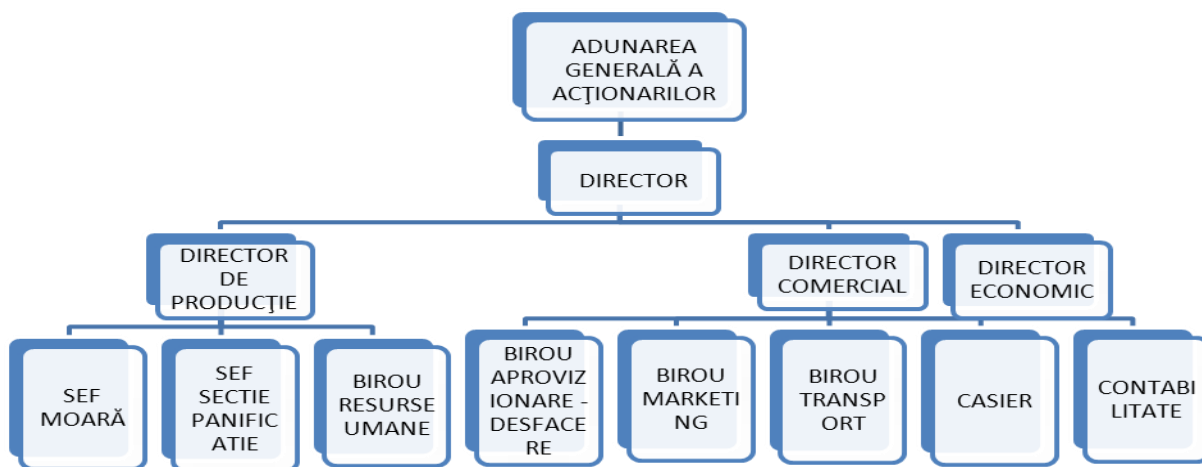 ADUNAREA
GENERALĂ A
ACŢIONARILOR
DIRECTOR
DIRECTOR
DE
PRODUCŢIE
DIRECTOR
COMERCIAL
DIRECTOR
ECONOMIC
SEF
MOARĂ
SEF
SECTIE
PANIFIC
ATIE
BIROU
RESURSE
UMANE
BIROU
APROVIZ
IONARE -
DESFACE
RE
BIROU
MARKETI
NG
BIROU
TRANSP
ORT
CASIER
CONTABI
LITATE